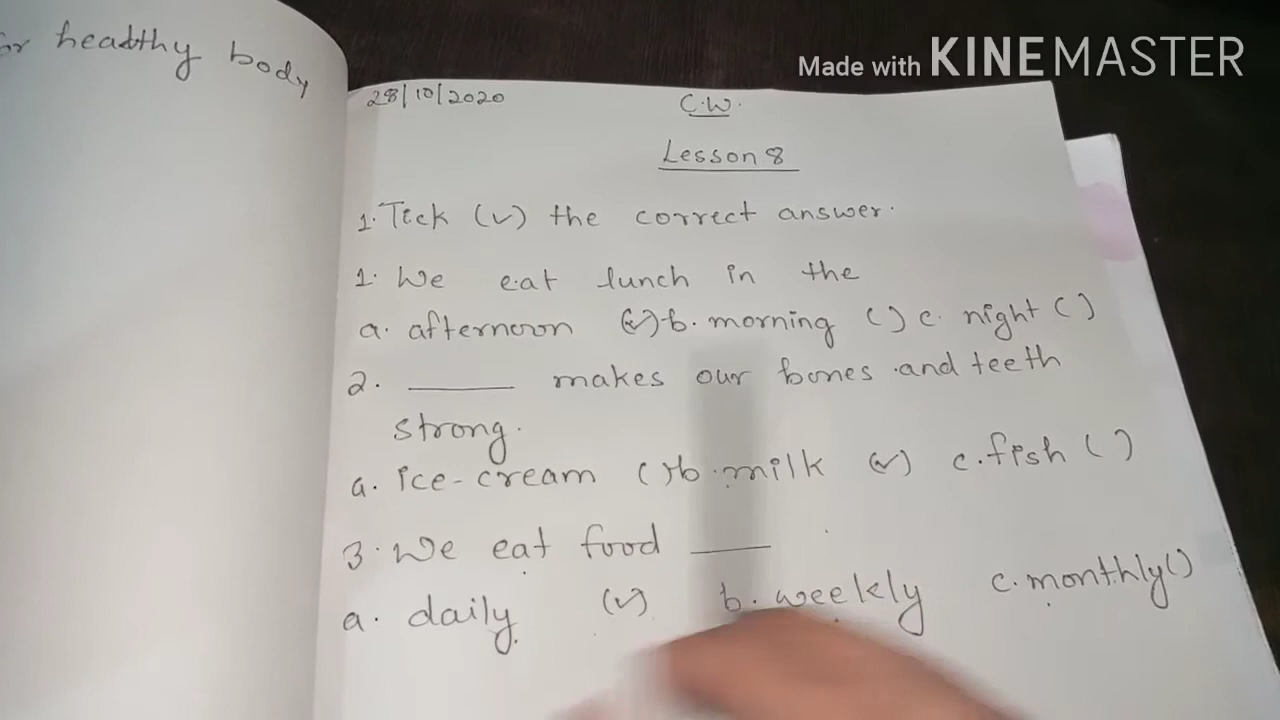 healthy body
Made with KINEMASTER
28/10/2020 C.W.
Lesson 8
1. Tick (✓) the correct answer.
1. We eat lunch in the
a. afternoon (✓) b. morning ( ) c. night ( )
2. ______ makes our bones and teeth
strong.
a. ice-cream ( ) b. milk (✓) c. fish ( )
3. We eat food ____
a. daily (✓) b. weekly c. monthly ( )